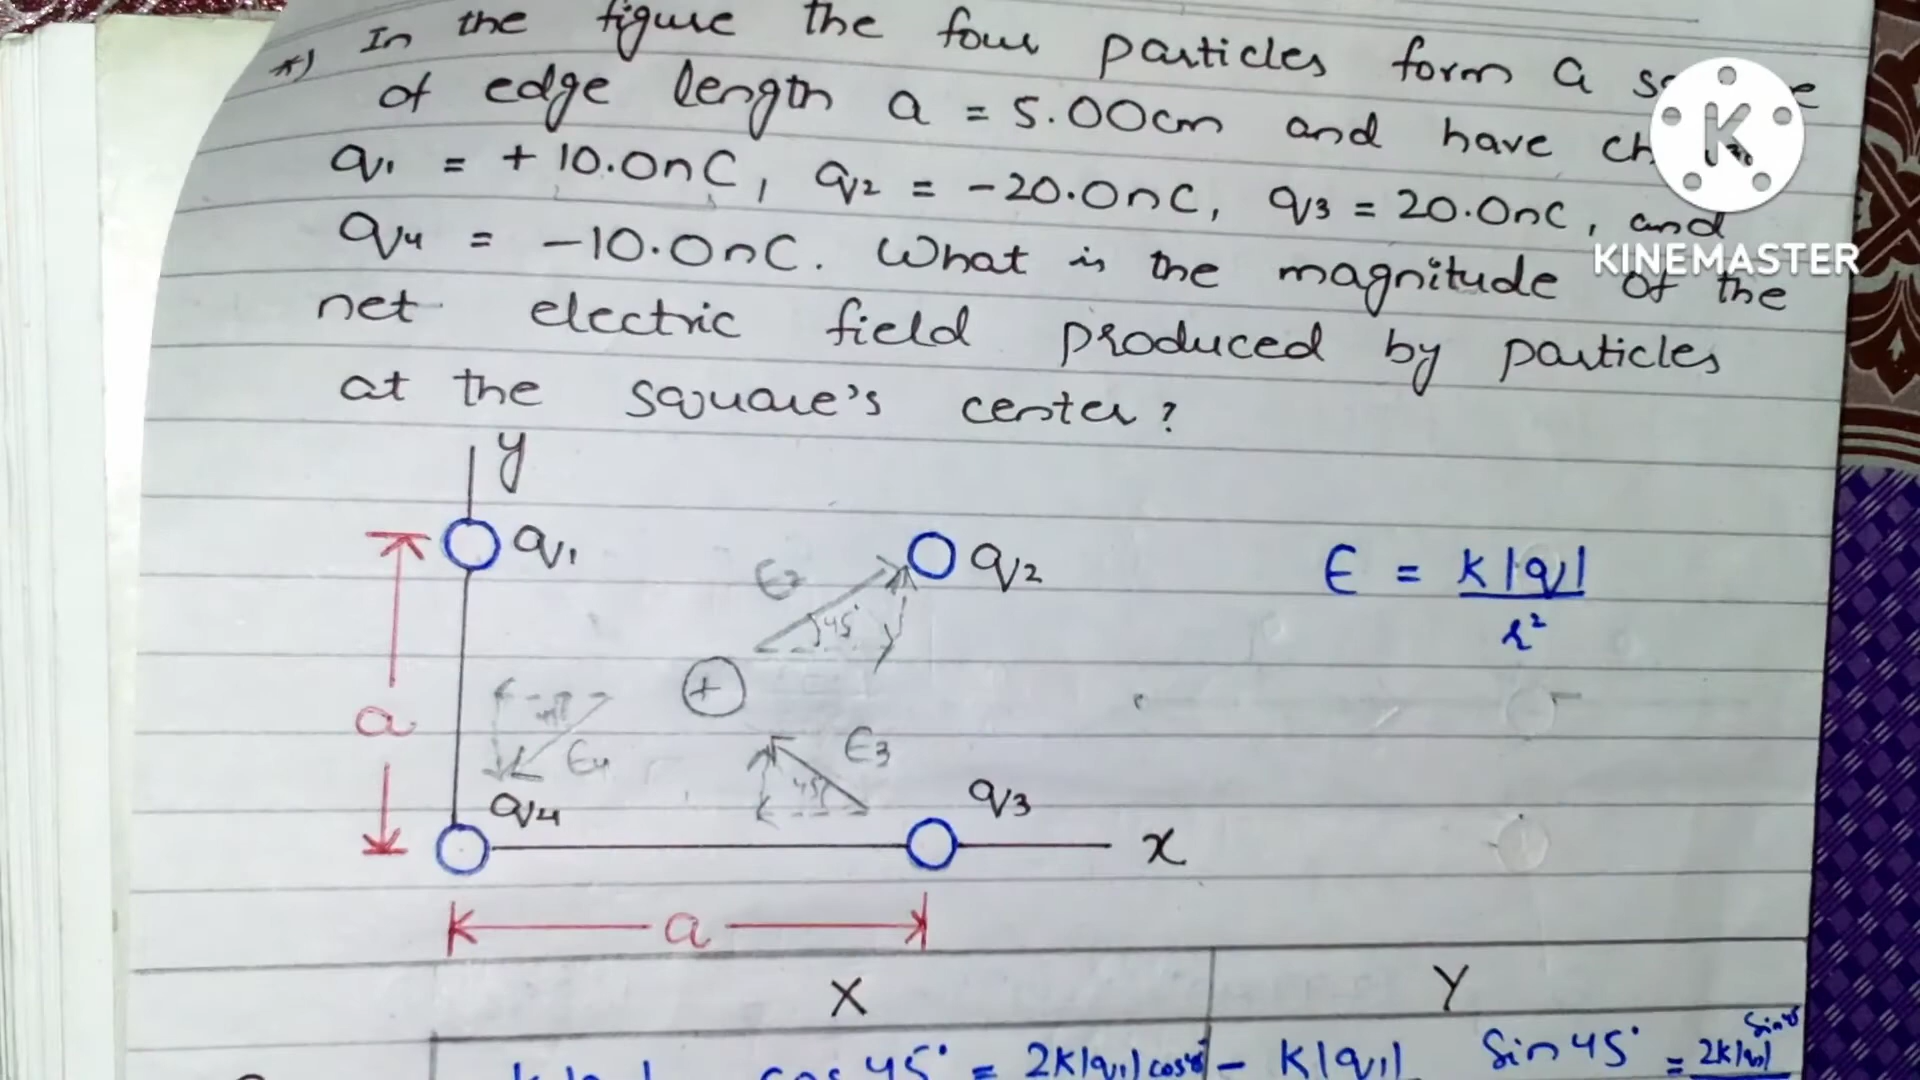 *) In the figure the four particles form a
of edge length a = 5.00cm and have
q1 = +10.0nC, q2 = -20.0nC, q3 = 20.0nC, and
q4 = -10.0nC. What is the magnitude of the
net electric field produced by particles
at the square's center?
K
KINEMASTER
y
q1
q2
E2
45°
E = k|q|/r²
+
a
E4
E3
45°
q4
q3
x
a
X Y
cos 45° = 2k|q1| cos45° - k|q1| sin 45° = 2k|q1| sin45°